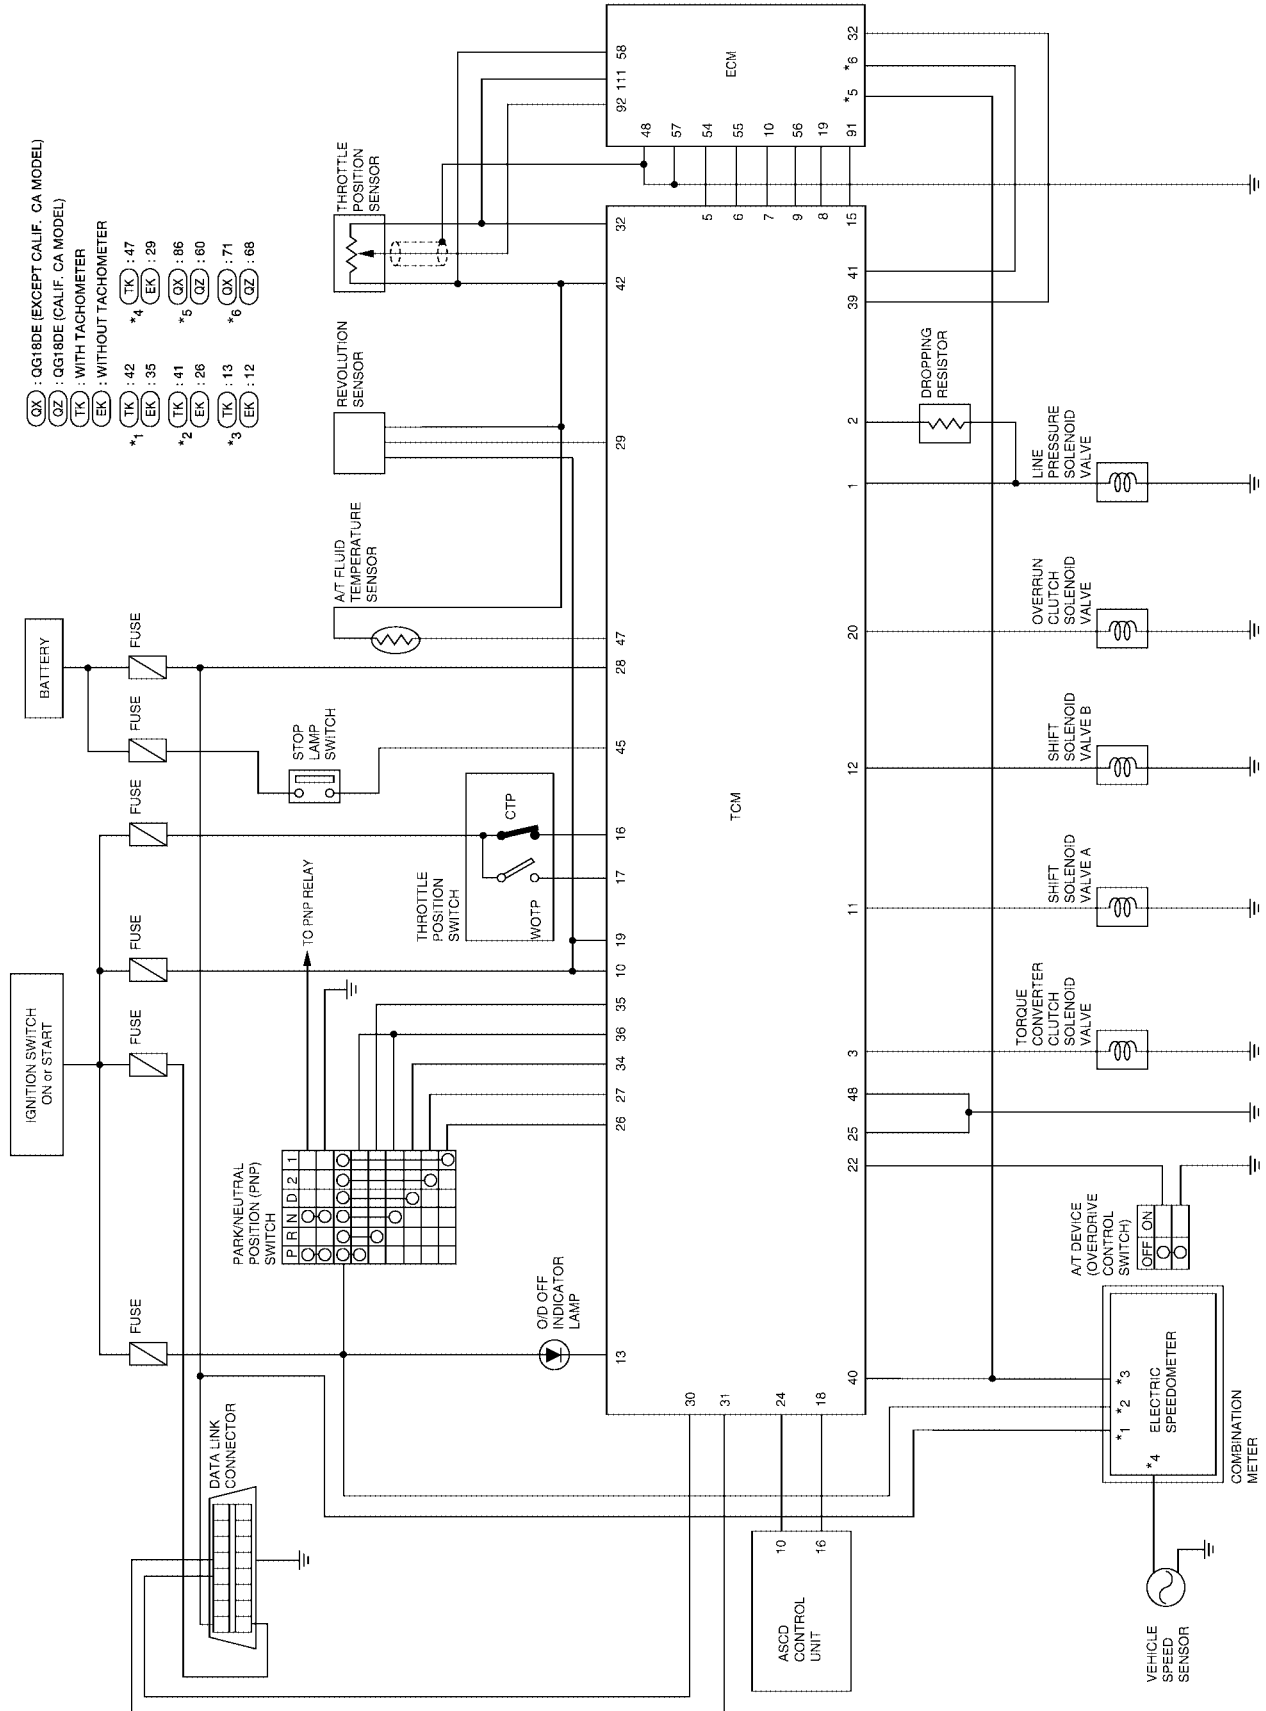 QX : QG18DE (EXCEPT CALIF. CA MODEL)
QZ : QG18DE (CALIF. CA MODEL)
TK : WITH TACHOMETER
EK : WITHOUT TACHOMETER
*1 TK : 42
EK : 35
*2 TK : 41
EK : 26
*3 TK : 13
EK : 12
*4 TK : 47
EK : 29
*5 QX : 86
QZ : 60
*6 QX : 71
QZ : 68
IGNITION SWITCH
ON or START
BATTERY
FUSE
FUSE
FUSE
FUSE
FUSE
FUSE
DATA LINK
CONNECTOR
PARK/NEUTRAL
POSITION (PNP)
SWITCH
P R N D 2 1
TO PNP RELAY
O/D OFF
INDICATOR
LAMP
THROTTLE
POSITION
SWITCH
WOTP
CTP
STOP
LAMP
SWITCH
A/T FLUID
TEMPERATURE
SENSOR
REVOLUTION
SENSOR
THROTTLE
POSITION
SENSOR
13 26 27 34 36 35 10 19 17 16 45 28 47 29 42 32
92 111 58
ECM
48 57 54 55 10 56 19 91
*5 *6 32
5 6 7 9 8 15
TCM
30 31 24 18
40 22 25 48 3 11 12 20 1 2 39 41
ASCD
CONTROL
UNIT
10 16
VEHICLE
SPEED
SENSOR
ELECTRIC
SPEEDOMETER
*4 *1 *2 *3
COMBINATION
METER
A/T DEVICE
(OVERDRIVE
CONTROL
SWITCH)
OFF ON
TORQUE
CONVERTER
CLUTCH
SOLENOID
VALVE
SHIFT
SOLENOID
VALVE A
SHIFT
SOLENOID
VALVE B
OVERRUN
CLUTCH
SOLENOID
VALVE
LINE
PRESSURE
SOLENOID
VALVE
DROPPING
RESISTOR